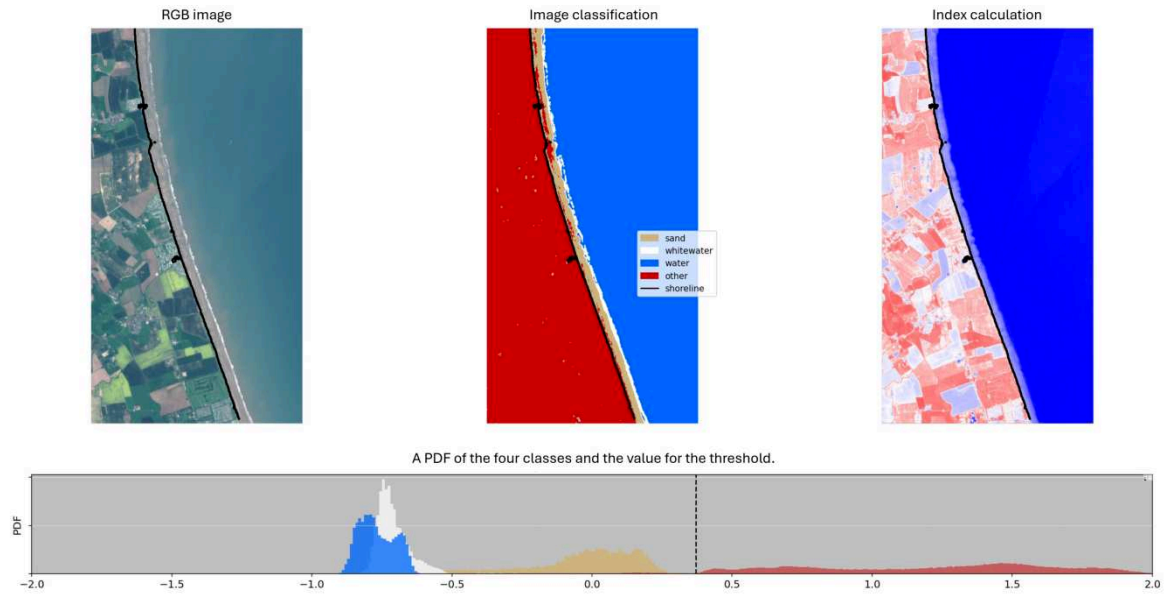 RGB image
Image classification
Index calculation
sand
whitewater
water
other
shoreline
A PDF of the four classes and the value for the threshold.
PDF
−2.0
−1.5
−1.0
−0.5
0.0
0.5
1.0
1.5
2.0